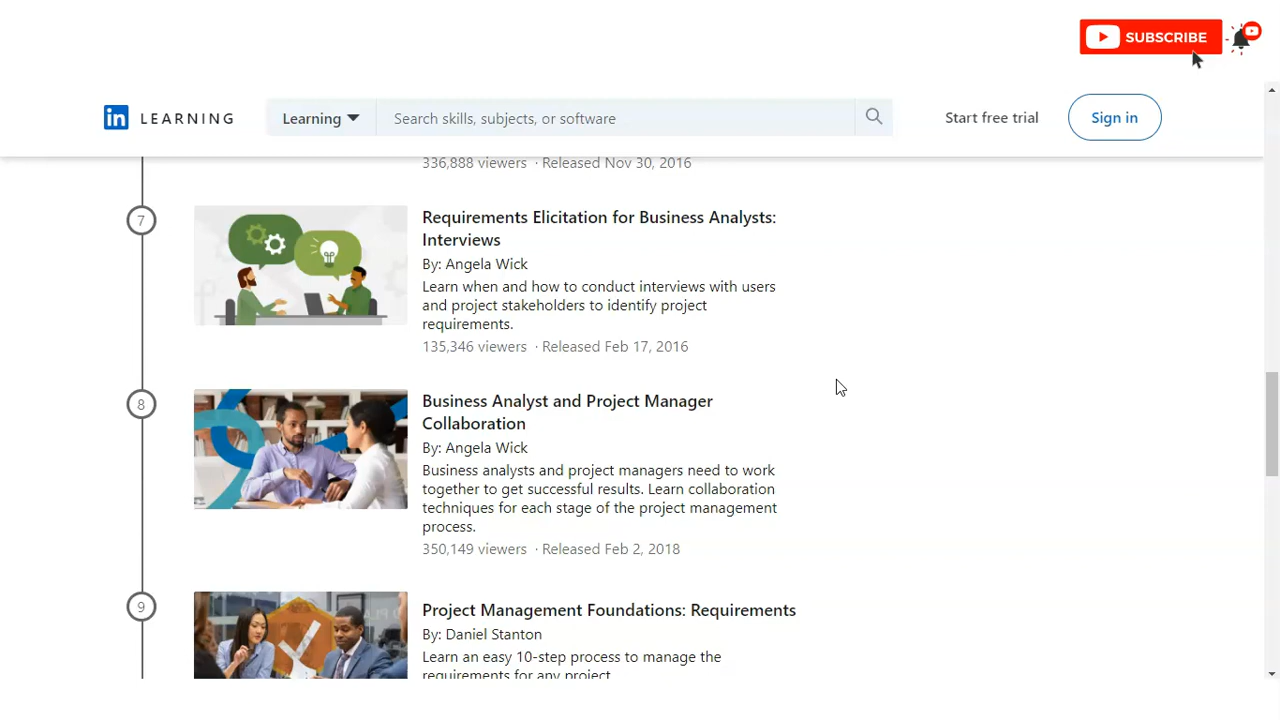 SUBSCRIBE
in LEARNING
Learning
Search skills, subjects, or software
Start free trial
Sign in
336,888 viewers · Released Nov 30, 2016
7
Requirements Elicitation for Business Analysts:
Interviews
By: Angela Wick
Learn when and how to conduct interviews with users
and project stakeholders to identify project
requirements.
135,346 viewers · Released Feb 17, 2016
8
Business Analyst and Project Manager
Collaboration
By: Angela Wick
Business analysts and project managers need to work
together to get successful results. Learn collaboration
techniques for each stage of the project management
process.
350,149 viewers · Released Feb 2, 2018
9
Project Management Foundations: Requirements
By: Daniel Stanton
Learn an easy 10-step process to manage the
requirements for any project.